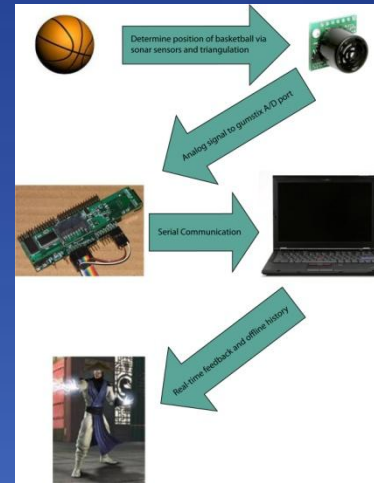 Determine position of basketball via
sonar sensors and triangulation
Analog signal to gumstix A/D port
Serial Communication
Real-time feedback and offline history